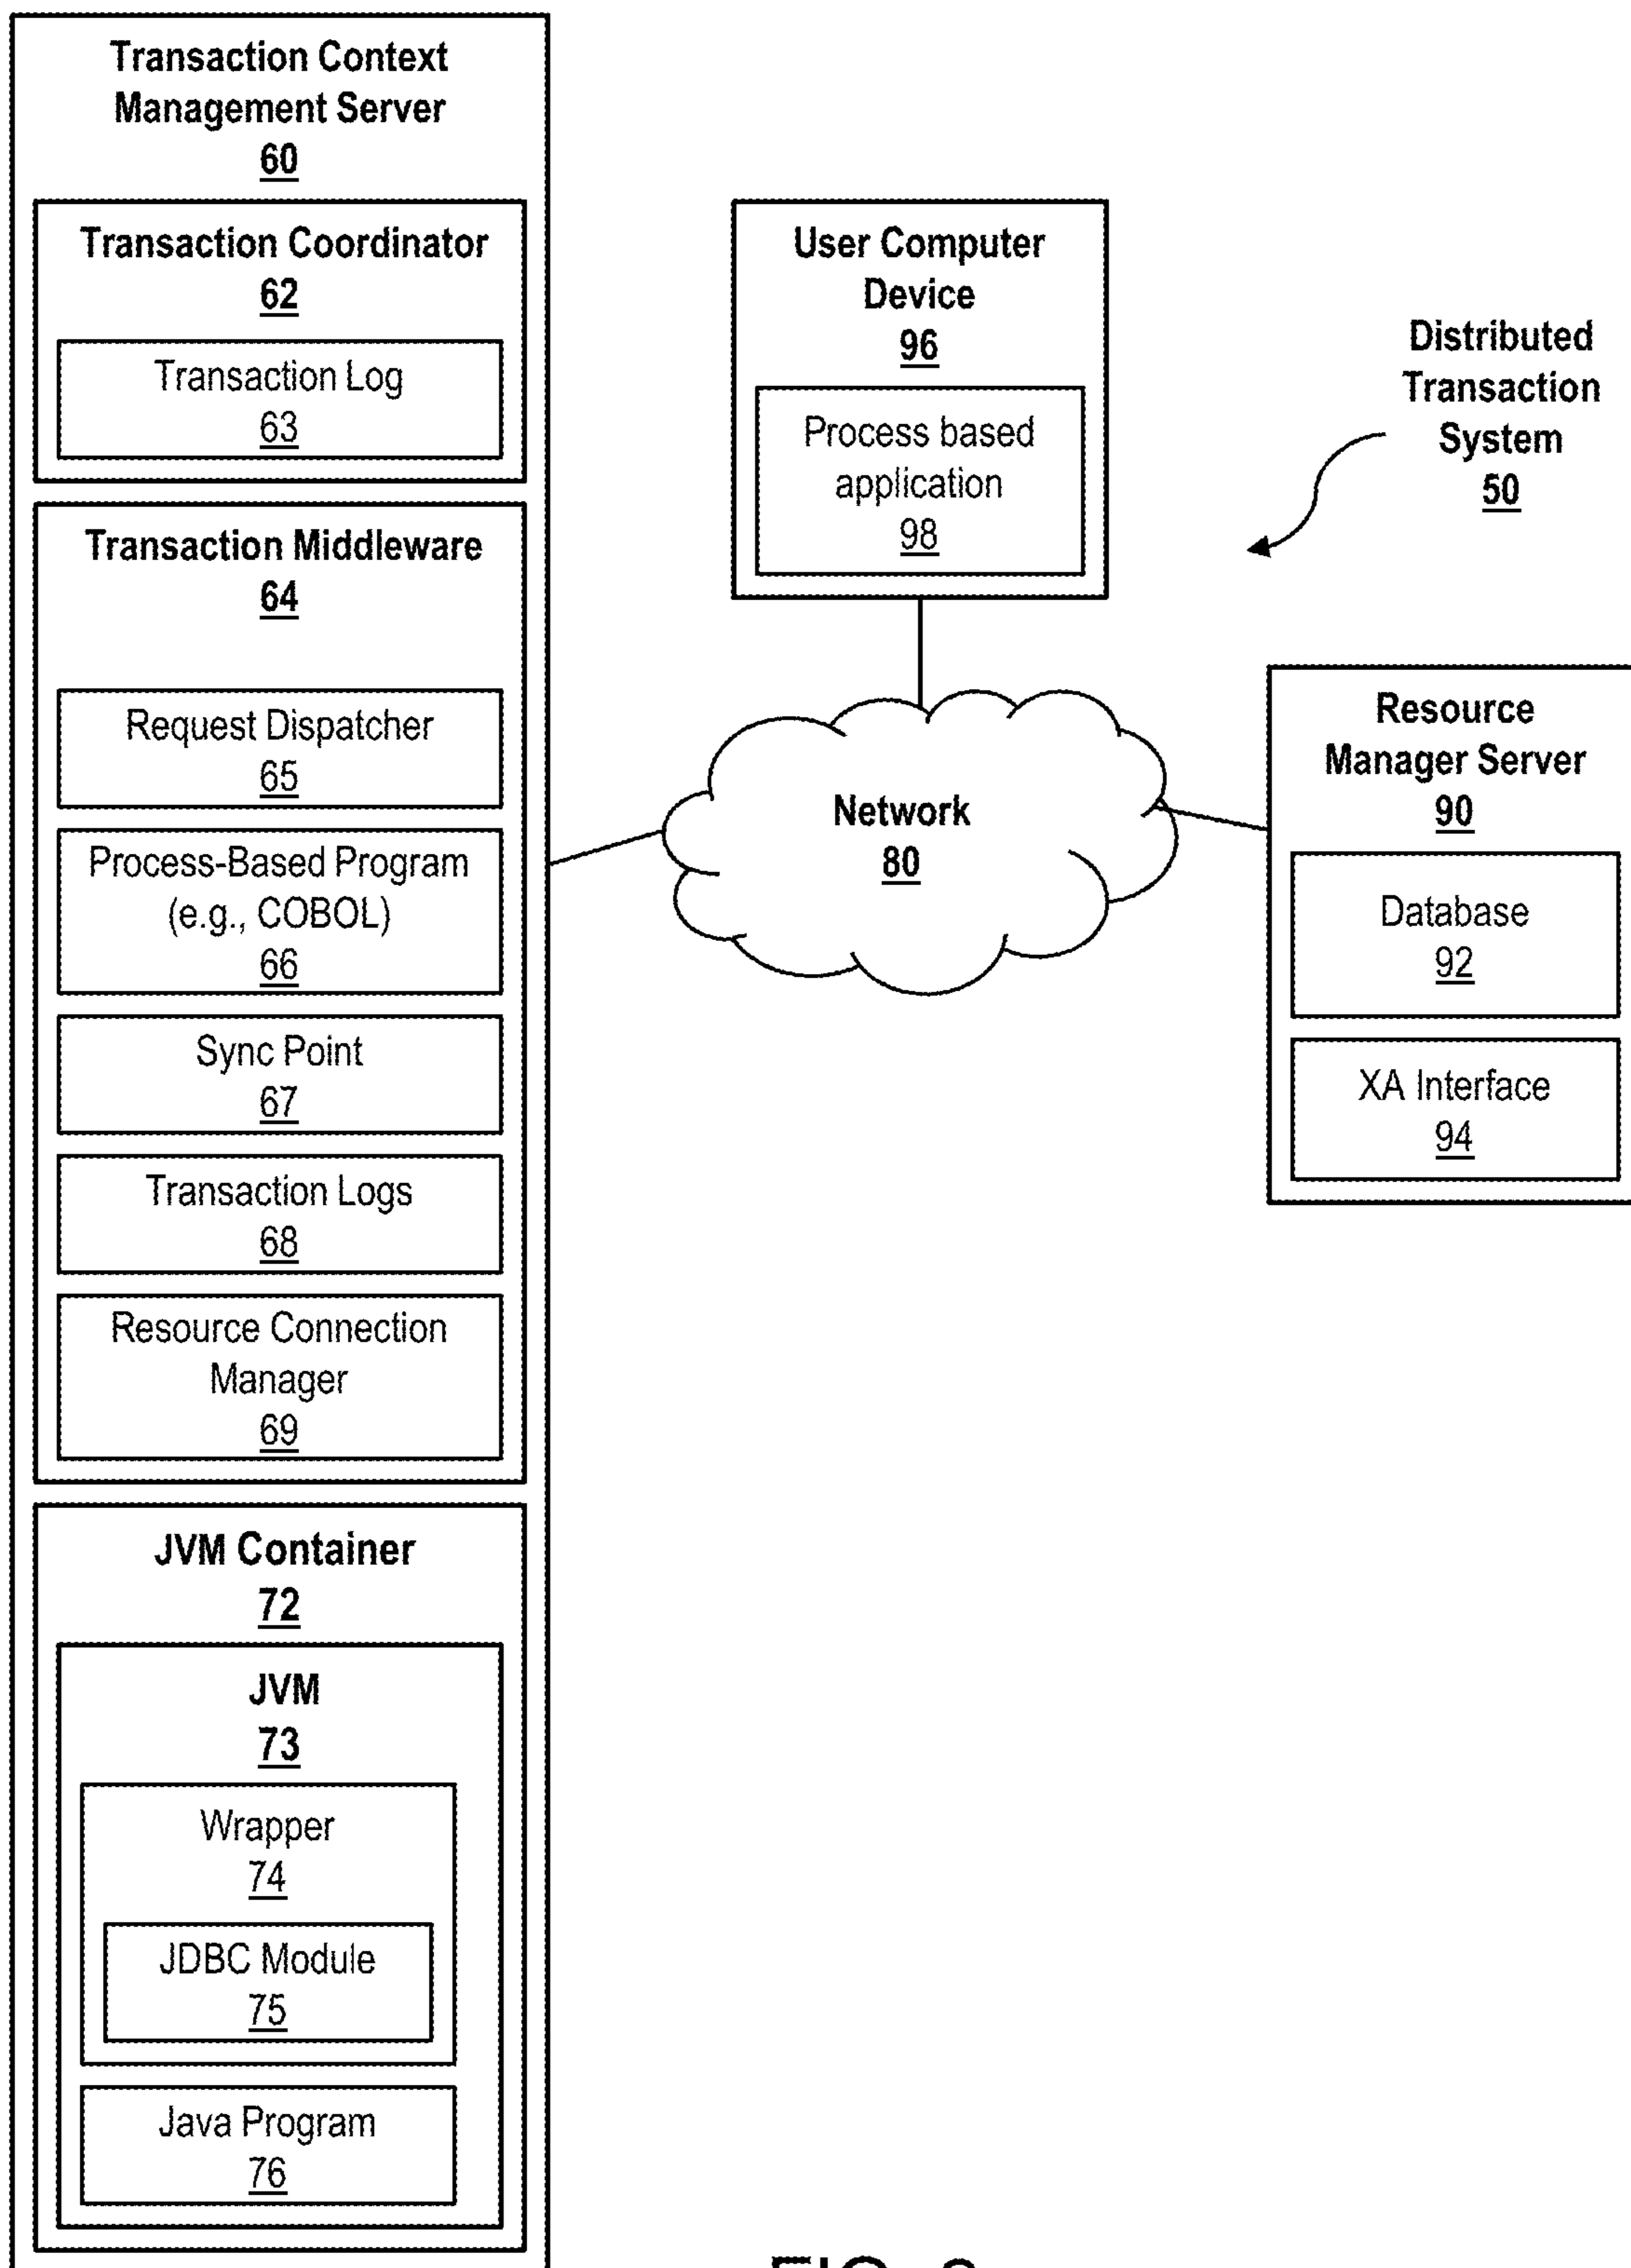 Transaction Context
Management Server
60
Transaction Coordinator
62
Transaction Log
63
Transaction Middleware
64
Request Dispatcher
65
Process-Based Program
(e.g., COBOL)
66
Sync Point
67
Transaction Logs
68
Resource Connection
Manager
69
JVM Container
72
JVM
73
Wrapper
74
JDBC Module
75
Java Program
76
User Computer
Device
96
Process based
application
98
Network
80
Distributed
Transaction
System
50
Resource
Manager Server
90
Database
92
XA Interface
94
FIG.